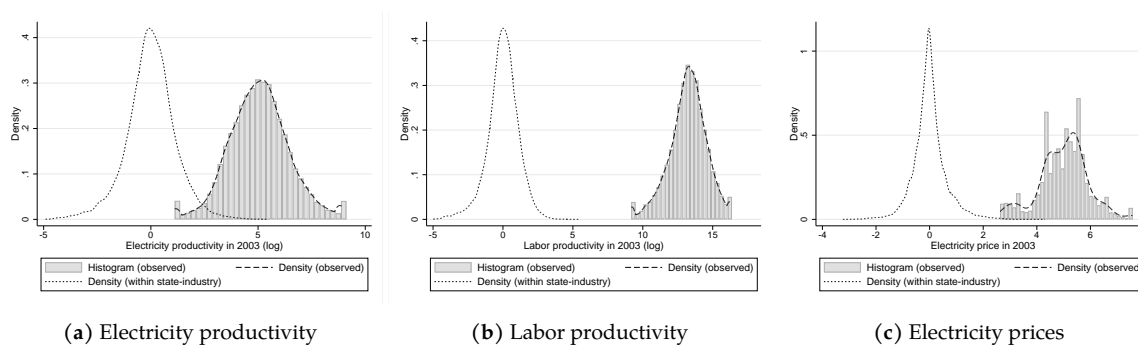 Density
0 .1 .2 .3 .4
-5 0 5 10
Electricity productivity in 2003 (log)
Histogram (observed) Density (observed)
Density (within state-industry)
(a) Electricity productivity
Density
0 .1 .2 .3 .4
-5 0 5 10 15
Labor productivity in 2003 (log)
Histogram (observed) Density (observed)
Density (within state-industry)
(b) Labor productivity
Density
0 .5 1
-4 -2 0 2 4 6
Electricity price in 2003
Histogram (observed) Density (observed)
Density (within state-industry)
(c) Electricity prices